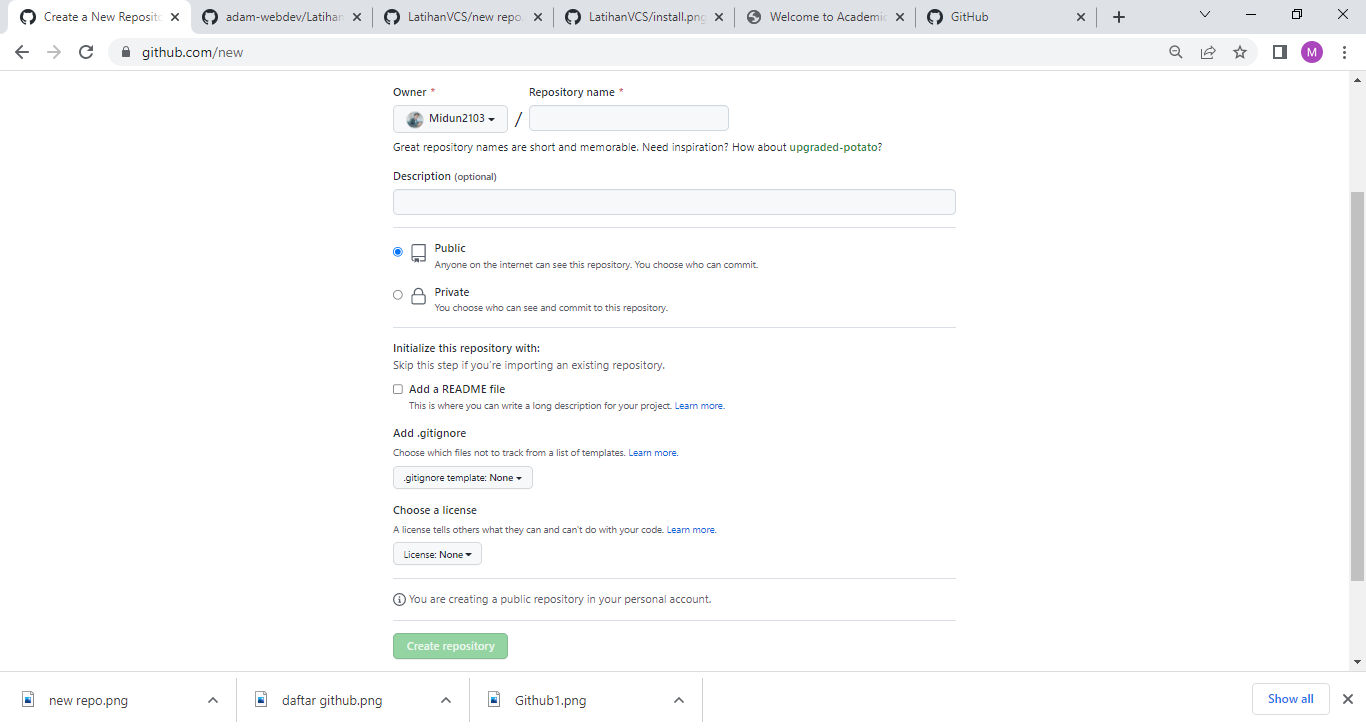 Create a New Reposito
adam-webdev/Latihan
LatihanVCS/new repo.
LatihanVCS/install.png
Welcome to Academic
GitHub
github.com/new
M
Owner *
Repository name *
Midun2103
/
Great repository names are short and memorable. Need inspiration? How about upgraded-potato?
Description (optional)
Public
Anyone on the internet can see this repository. You choose who can commit.
Private
You choose who can see and commit to this repository.
Initialize this repository with:
Skip this step if you're importing an existing repository.
Add a README file
This is where you can write a long description for your project. Learn more.
Add .gitignore
Choose which files not to track from a list of templates. Learn more.
.gitignore template: None
Choose a license
A license tells others what they can and can't do with your code. Learn more.
License: None
You are creating a public repository in your personal account.
Create repository
new repo.png
daftar github.png
Github1.png
Show all